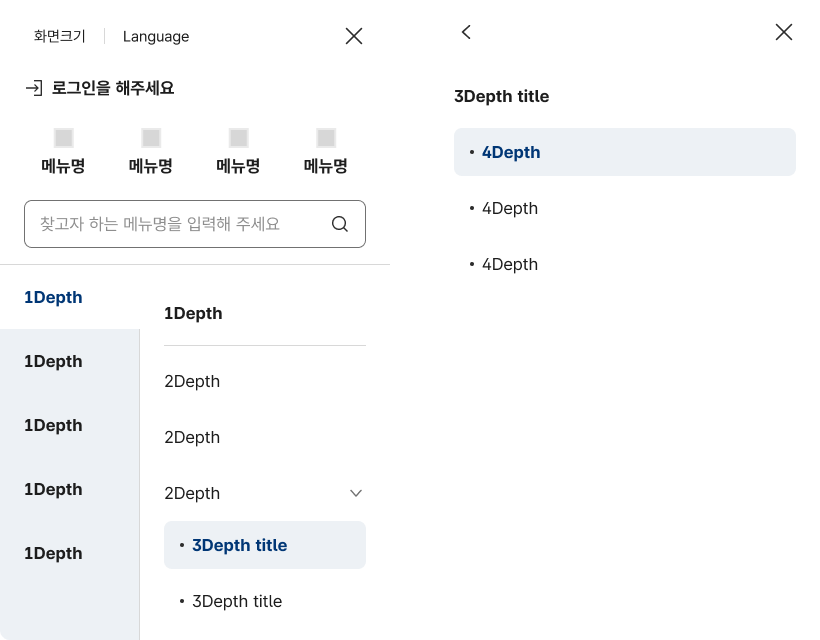 화면크기
Language
로그인을 해주세요
메뉴명 메뉴명 메뉴명 메뉴명
찾고자 하는 메뉴명을 입력해 주세요
1Depth
1Depth
1Depth
1Depth
1Depth
1Depth
2Depth
2Depth
2Depth
• 3Depth title
• 3Depth title
3Depth title
• 4Depth
• 4Depth
• 4Depth